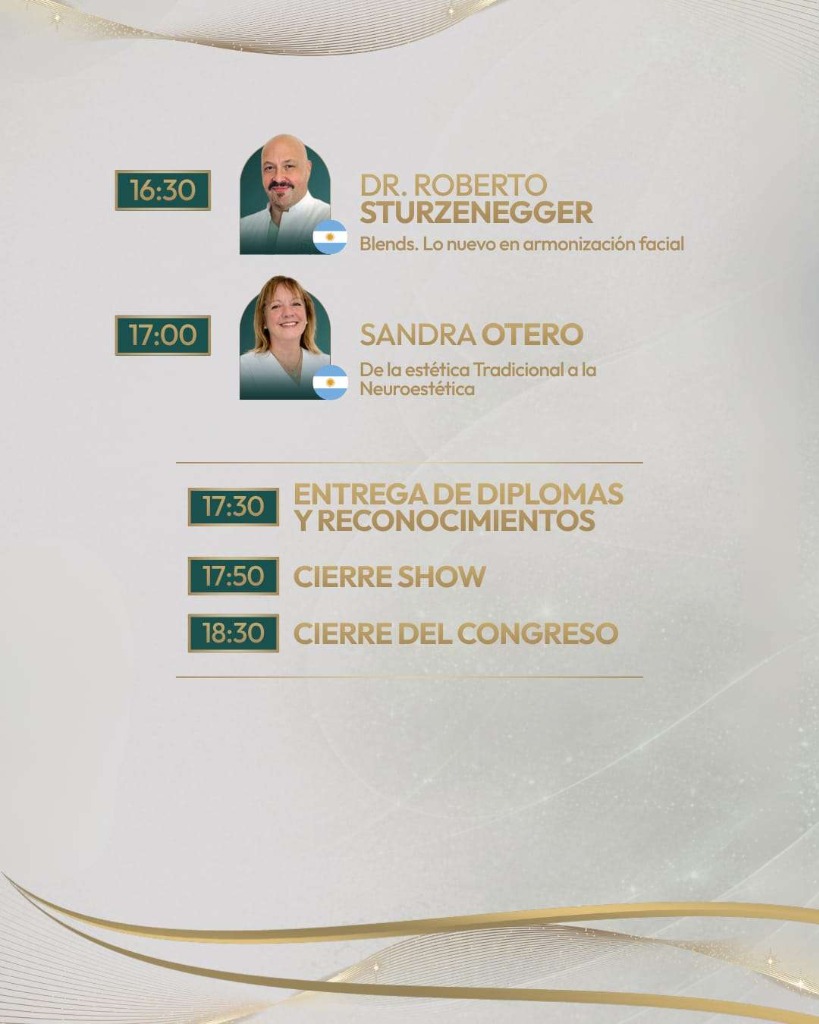 16:30
DR. ROBERTO
STURZENEGGER
Blends. Lo nuevo en armonización facial
17:00
SANDRA OTERO
De la estética Tradicional a la
Neuroestética
17:30
ENTREGA DE DIPLOMAS
Y RECONOCIMIENTOS
17:50
CIERRE SHOW
18:30
CIERRE DEL CONGRESO